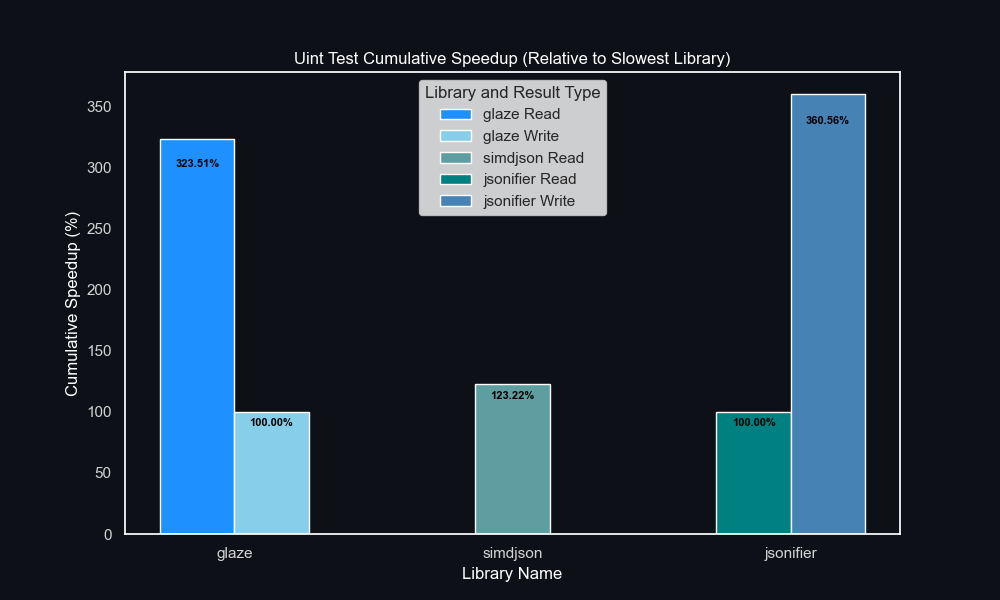 Uint Test Cumulative Speedup (Relative to Slowest Library)
Library and Result Type
glaze Read
glaze Write
simdjson Read
jsonifier Read
jsonifier Write
Cumulative Speedup (%)
350
300
250
200
150
100
50
0
323.51%
100.00%
123.22%
100.00%
360.56%
glaze
simdjson
jsonifier
Library Name